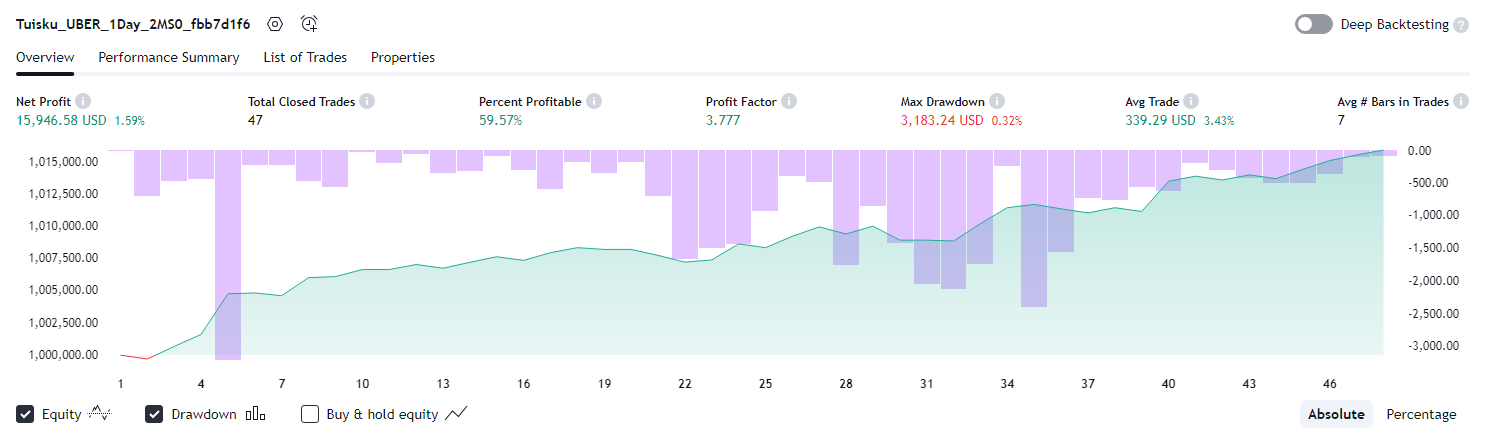 Tuisku_UBER_1Day_2MS0_fbb7d1f6
Deep Backtesting ?
Overview Performance Summary List of Trades Properties
Net Profit i Total Closed Trades i Percent Profitable i Profit Factor i Max Drawdown i Avg Trade i Avg # Bars in Trades i
15,946.58 USD 1.59% 47 59.57% 3.777 3,183.24 USD 0.32% 339.29 USD 3.43% 7
1,015,000.00 0.00
1,012,500.00 -500.00
1,010,000.00 -1,000.00
1,007,500.00 -1,500.00
1,005,000.00 -2,000.00
1,002,500.00 -2,500.00
1,000,000.00 -3,000.00
1 4 7 10 13 16 19 22 25 28 31 34 37 40 43 46
Equity Drawdown Buy & hold equity Absolute Percentage